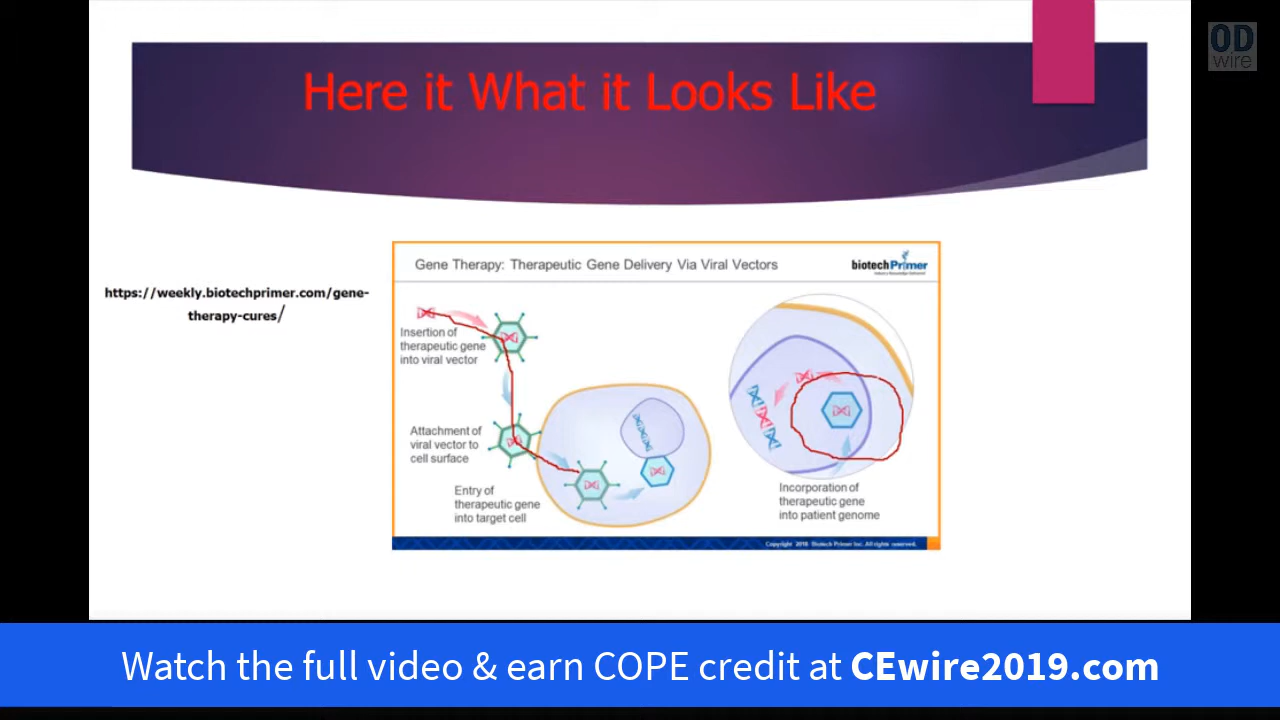 OD
wire
Here it What it Looks Like
https://weekly.biotechprimer.com/gene-
therapy-cures/
Gene Therapy: Therapeutic Gene Delivery Via Viral Vectors
biotechPrimer
Insertion of
therapeutic gene
into viral vector
Attachment of
viral vector to
cell surface
Entry of
therapeutic gene
into target cell
Incorporation of
therapeutic gene
into patient genome
Watch the full video & earn COPE credit at CEwire2019.com